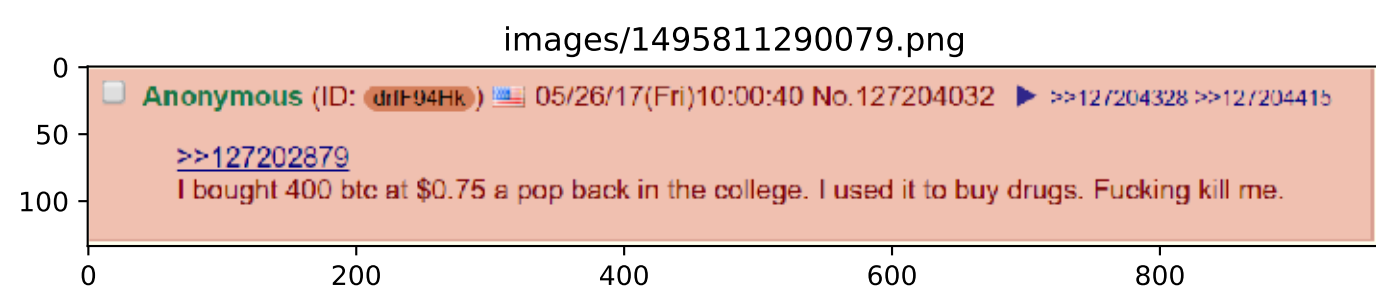 images/1495811290079.png
0
Anonymous (ID: drfF94Hk) 05/26/17(Fri)10:00:40 No.127204032 ▶ >>127204328 >>127204415
50
>>127202879
I bought 400 btc at $0.75 a pop back in the college. I used it to buy drugs. Fucking kill me.
100
0 200 400 600 800